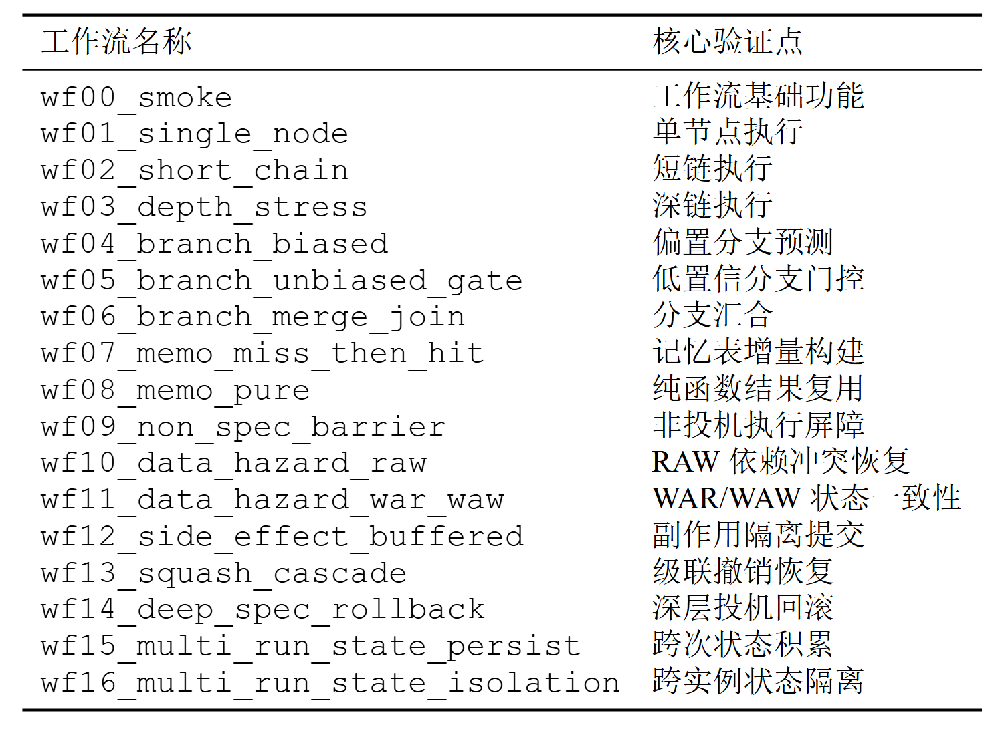 工作流名称 核心验证点
wf00_smoke 工作流基础功能
wf01_single_node 单节点执行
wf02_short_chain 短链执行
wf03_depth_stress 深链执行
wf04_branch_biased 偏置分支预测
wf05_branch_unbiased_gate 低置信分支门控
wf06_branch_merge_join 分支汇合
wf07_memo_miss_then_hit 记忆表增量构建
wf08_memo_pure 纯函数结果复用
wf09_non_spec_barrier 非投机执行屏障
wf10_data_hazard_raw RAW 依赖冲突恢复
wf11_data_hazard_war_waw WAR/WAW 状态一致性
wf12_side_effect_buffered 副作用隔离提交
wf13_squash_cascade 级联撤销恢复
wf14_deep_spec_rollback 深层投机回滚
wf15_multi_run_state_persist 跨次状态积累
wf16_multi_run_state_isolation 跨实例状态隔离